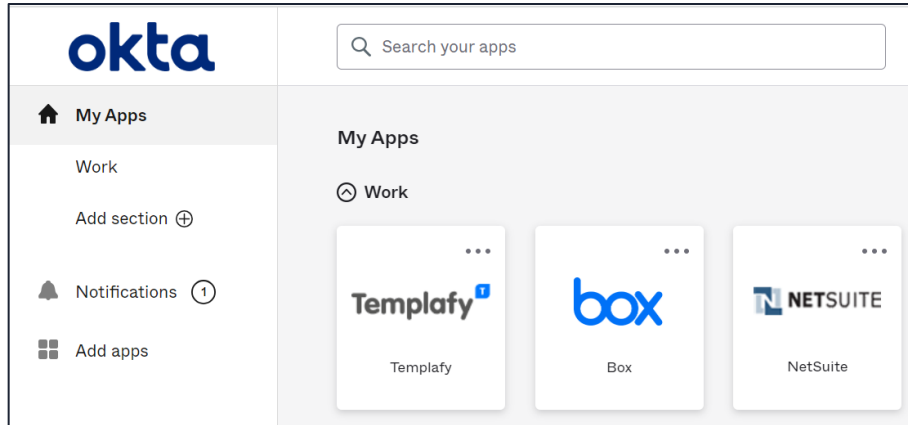 okta
Search your apps
My Apps
Work
Add section
Notifications 1
Add apps
My Apps
Work
Templafy T
Templafy
box
Box
NETSUITE
NetSuite